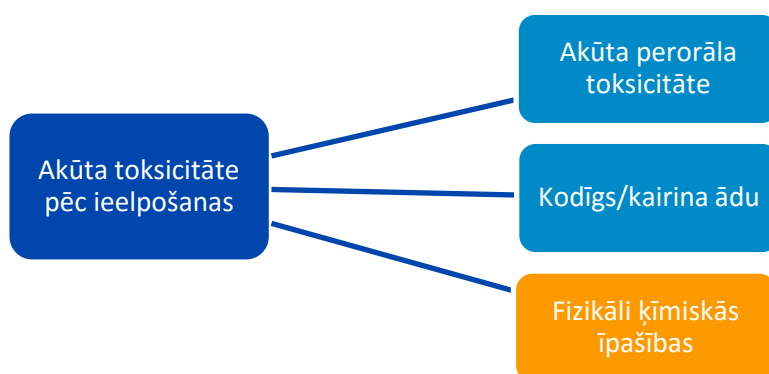 Akūta perorāla
toksicitāte
Akūta toksicitāte
pēc ieelpošanas
Kodīgs/kairina ādu
Fizikāli ķīmiskās
īpašības